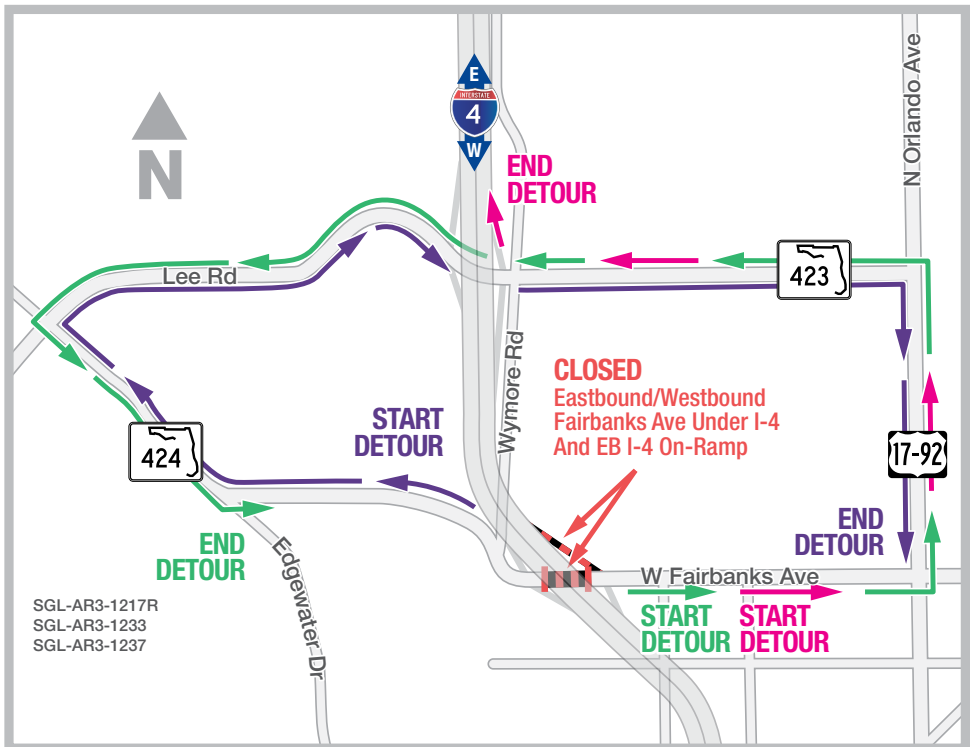 E
INTERSTATE
4
W
N
END
DETOUR
N Orlando Ave
Lee Rd
423
Wymore Rd
CLOSED
Eastbound/Westbound
Fairbanks Ave Under I-4
And EB I-4 On-Ramp
START
DETOUR
424
17-92
END
DETOUR
END
DETOUR
Edgewater Dr
W Fairbanks Ave
START
DETOUR
START
DETOUR
SGL-AR3-1217R
SGL-AR3-1233
SGL-AR3-1237